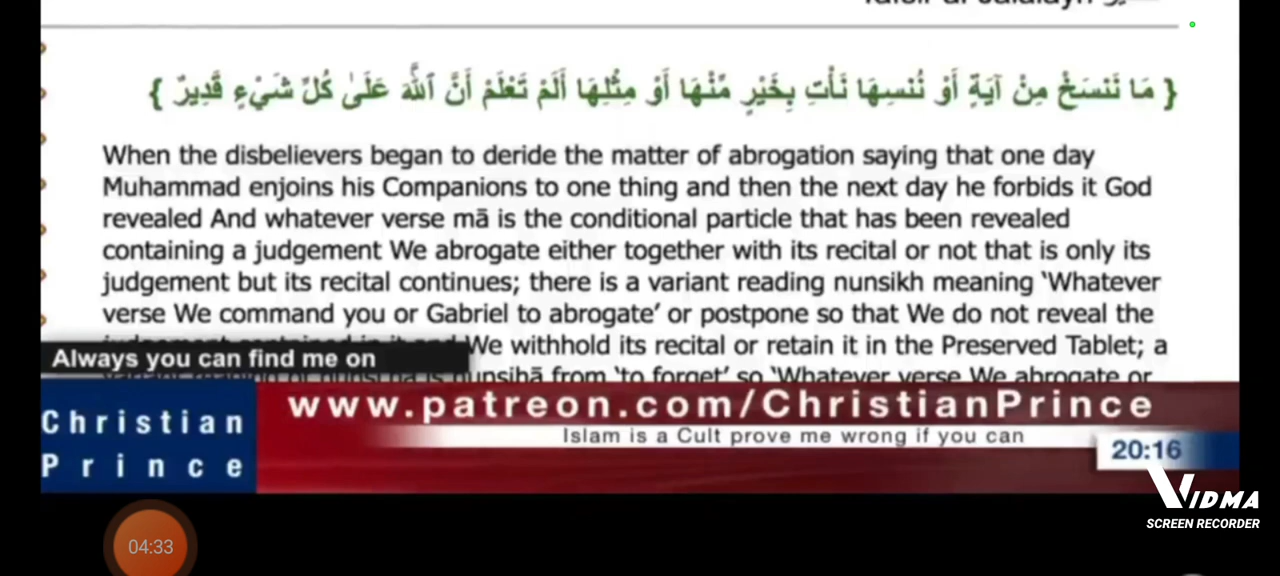 { مَا نَنسَخْ مِنْ آيَةٍ أَوْ نُنسِهَا نَأْتِ بِخَيْرٍ مِّنْهَا أَوْ مِثْلِهَا أَلَمْ تَعْلَمْ أَنَّ ٱللَّهَ عَلَىٰ كُلِّ شَيْءٍ قَدِيرٌ }
When the disbelievers began to deride the matter of abrogation saying that one day
Muhammad enjoins his Companions to one thing and then the next day he forbids it God
revealed And whatever verse mā is the conditional particle that has been revealed
containing a judgement We abrogate either together with its recital or not that is only its
judgement but its recital continues; there is a variant reading nunsikh meaning ‘Whatever
verse We command you or Gabriel to abrogate’ or postpone so that We do not reveal the
We withhold its recital or retain it in the Preserved Tablet; a
from ‘to forget’ so ‘Whatever verse We abrogate or
Always you can find me on
Christian
Prince
www.patreon.com/ChristianPrince
Islam is a Cult prove me wrong if you can
20:16
VIDMA
SCREEN RECORDER
04:33